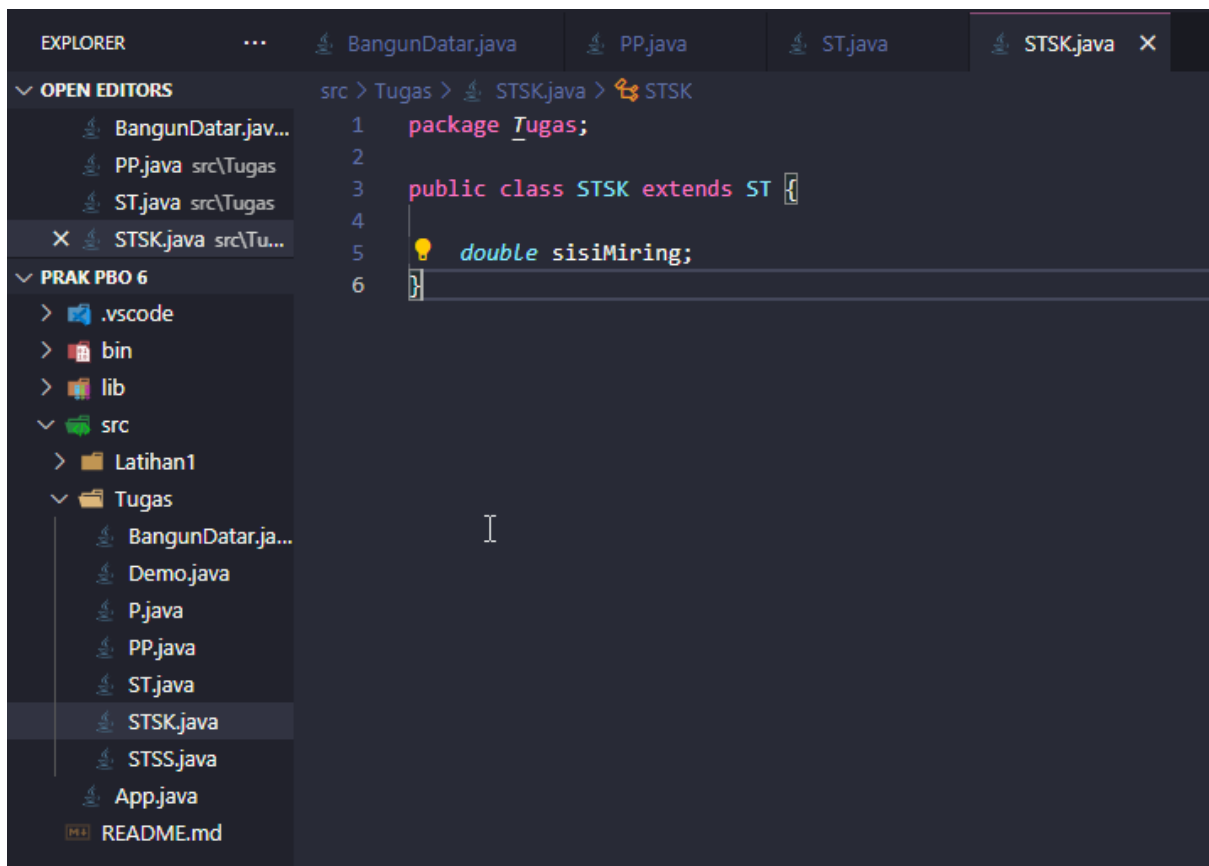 EXPLORER ...
BangunDatar.java PP.java ST.java STSK.java
OPEN EDITORS
BangunDatar.jav...
PP.java src\Tugas
ST.java src\Tugas
STSK.java src\Tu...
PRAK PBO 6
.vscode
bin
lib
src
Latihan1
Tugas
BangunDatar.ja...
Demo.java
P.java
PP.java
ST.java
STSK.java
STSS.java
App.java
README.md
src > Tugas > STSK.java > STSK
1 package Tugas;
2
3 public class STSK extends ST {
4
5 double sisiMiring;
6 }